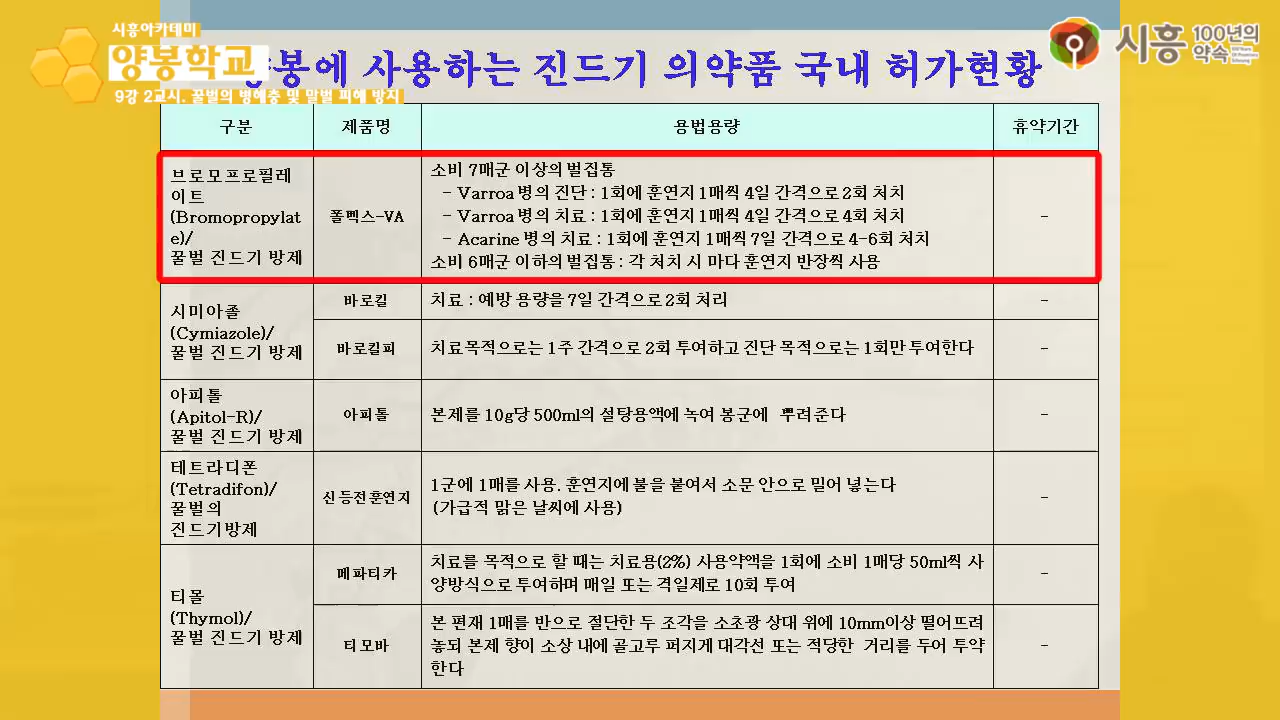 시흥아카데미
양봉학교
9강 2교시. 꿀벌의 병해충 및 말벌 피해 방지
시흥 100년의 약속
양봉에 사용하는 진드기 의약품 국내 허가현황
구분 제품명 용법용량 휴약기간
브로모프로필레
이트
(Bromopropylat
e)/
꿀벌 진드기 방제
폴벡스-VA
소비 7매군 이상의 벌집통
- Varroa 병의 진단 : 1회에 훈연지 1매씩 4일 간격으로 2회 처치
- Varroa 병의 치료 : 1회에 훈연지 1매씩 4일 간격으로 4회 처치
- Acarine 병의 치료 : 1회에 훈연지 1매씩 7일 간격으로 4-6회 처치
소비 6매군 이하의 벌집통 : 각 처치 시 마다 훈연지 반장씩 사용
-
시미아졸
(Cymiazole)/
꿀벌 진드기 방제
바로킬
치료 : 예방 용량을 7일 간격으로 2회 처리
-
바로킬피
치료목적으로는 1주 간격으로 2회 투여하고 진단 목적으로는 1회만 투여한다
-
아피톨
(Apitol-R)/
꿀벌 진드기 방제
아피톨
본제를 10g당 500ml의 설탕용액에 녹여 봉군에 뿌려준다
-
테트라디폰
(Tetradifon)/
꿀벌의
진드기방제
신등전훈연지
1군에 1매를 사용. 훈연지에 불을 붙여서 소문 안으로 밀어 넣는다
(가급적 맑은 날씨에 사용)
-
티몰
(Thymol)/
꿀벌 진드기 방제
메파티카
치료를 목적으로 할 때는 치료용(2%) 사용약액을 1회에 소비 1매당 50ml씩 사
양방식으로 투여하며 매일 또는 격일제로 10회 투여
-
티모바
본 편재 1매를 반으로 절단한 두 조각을 소초광 상대 위에 10mm이상 떨어뜨려
놓되 본제 향이 소상 내에 골고루 퍼지게 대각선 또는 적당한 거리를 두어 투약
한다
-